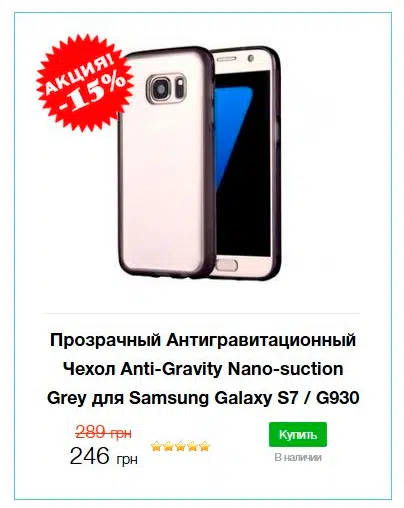 АКЦИЯ!
-15%
Прозрачный Антигравитационный
Чехол Anti-Gravity Nano-suction
Grey для Samsung Galaxy S7 / G930
289 грн
246 грн
Купить
В наличии